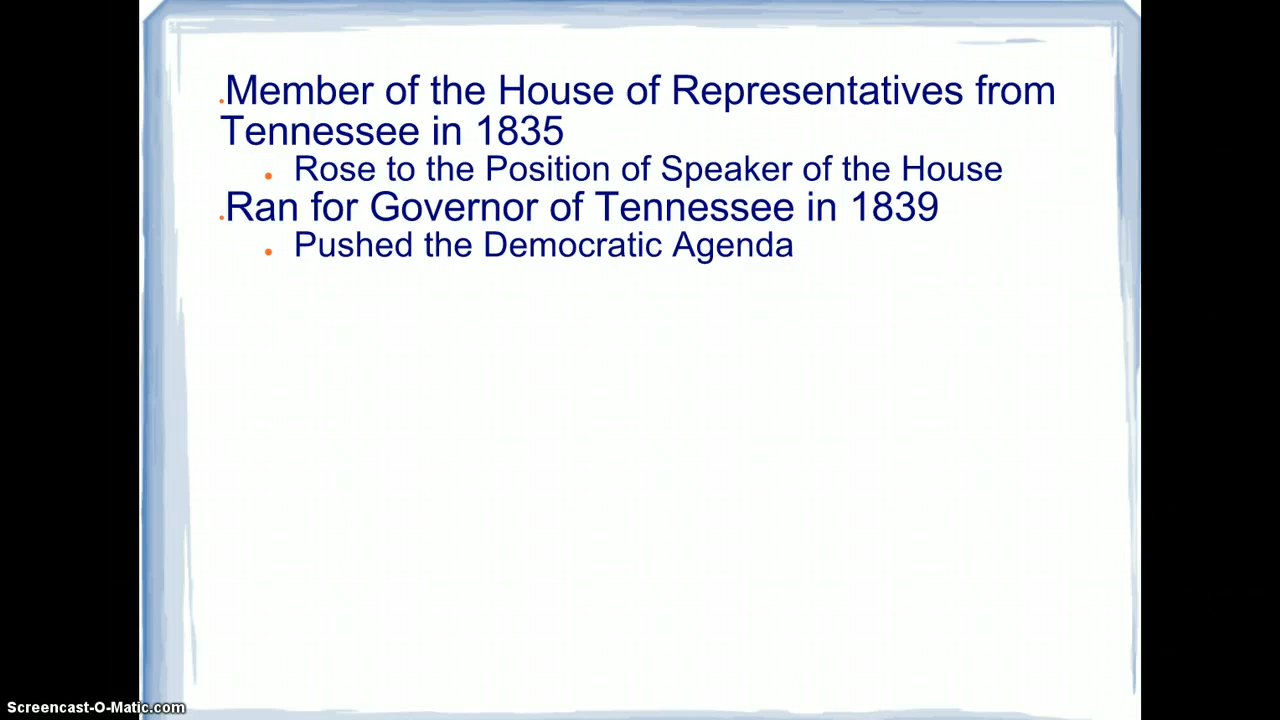 Member of the House of Representatives from
Tennessee in 1835
Rose to the Position of Speaker of the House
Ran for Governor of Tennessee in 1839
Pushed the Democratic Agenda
Screencast-O-Matic.com